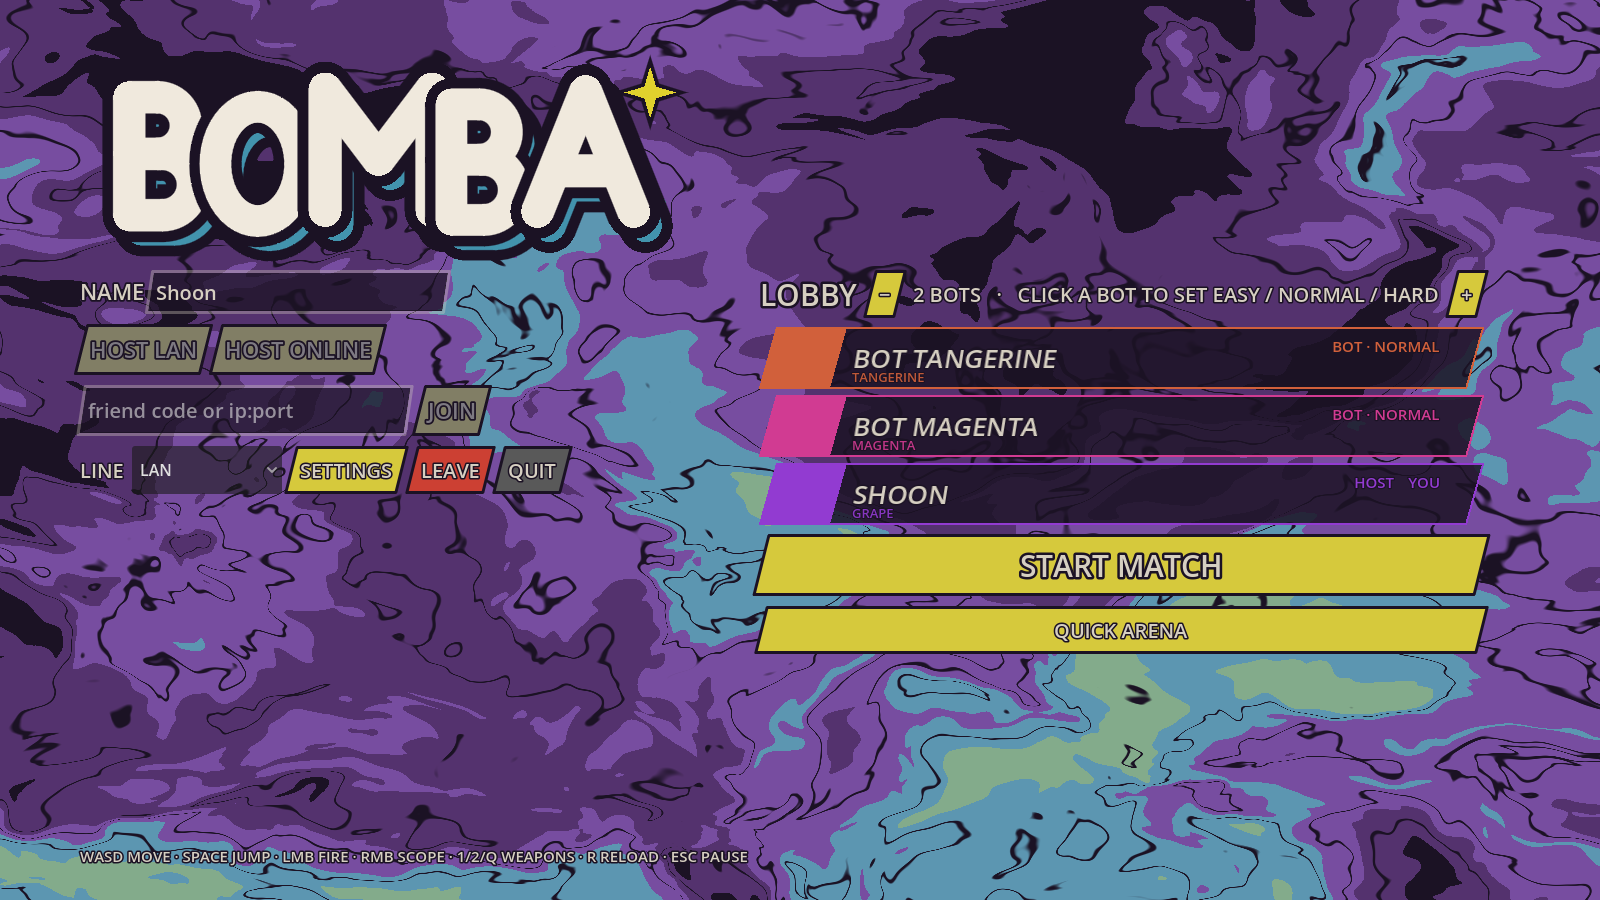 BOMBA
NAME Shoon
HOST LAN HOST ONLINE
friend code or ip:port JOIN
LINE LAN SETTINGS LEAVE QUIT
LOBBY - 2 BOTS · CLICK A BOT TO SET EASY / NORMAL / HARD +
BOT TANGERINE BOT · NORMAL
TANGERINE
BOT MAGENTA BOT · NORMAL
MAGENTA
SHOON HOST YOU
GRAPE
START MATCH
QUICK ARENA
WASD MOVE · SPACE JUMP · LMB FIRE · RMB SCOPE · 1/2/Q WEAPONS · R RELOAD · ESC PAUSE